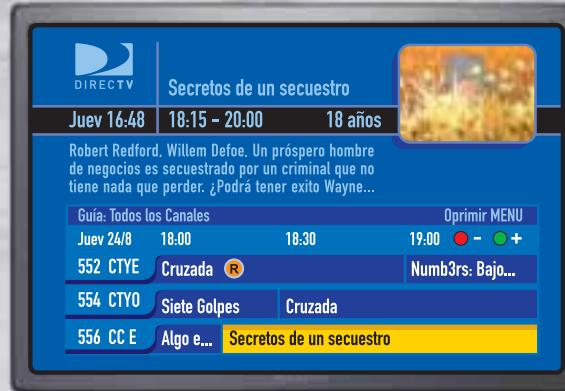 DIRECTV
Secretos de un secuestro
Juev 16:48 18:15 - 20:00 18 años
Robert Redford, Willem Defoe. Un próspero hombre
de negocios es secuestrado por un criminal que no
tiene nada que perder. ¿Podrá tener exito Wayne...
Guía: Todos los Canales Oprimir MENU
Juev 24/8 18:00 18:30 19:00 - +
552 CTYE Cruzada R Numb3rs: Bajo...
554 CTYO Siete Golpes Cruzada
556 CC E Algo e... Secretos de un secuestro